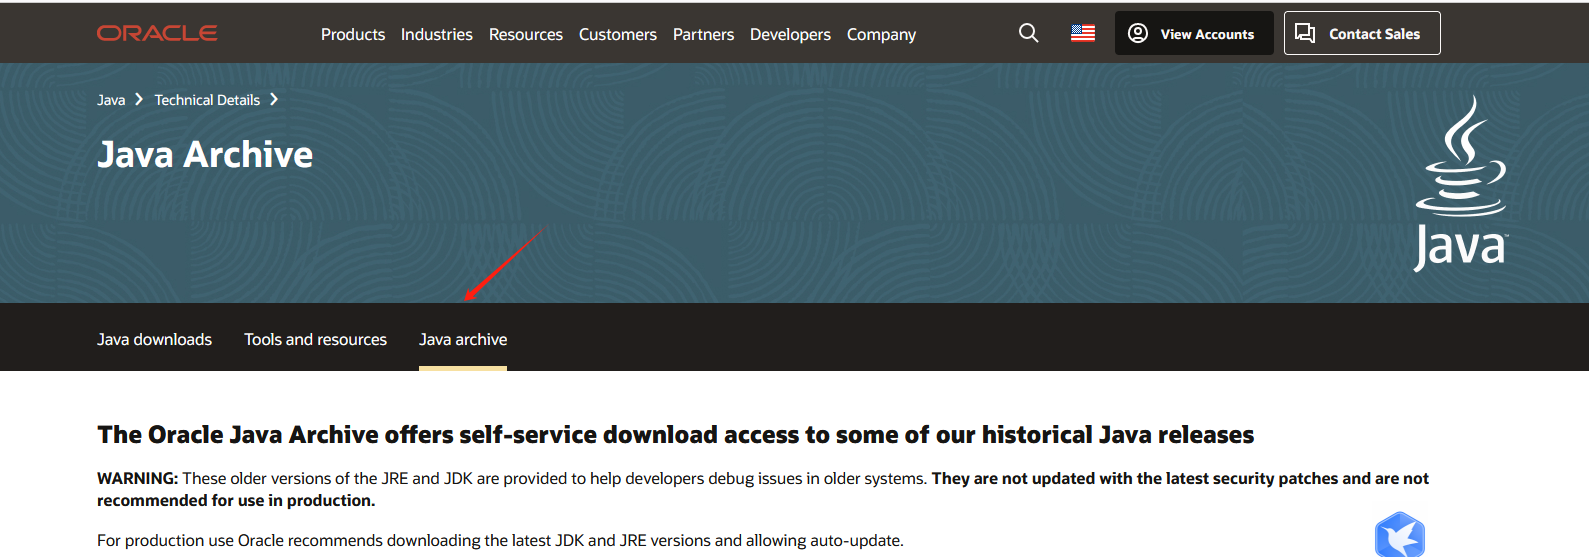 ORACLE
Products Industries Resources Customers Partners Developers Company
View Accounts
Contact Sales
Java Technical Details
Java Archive
Java™
Java downloads Tools and resources Java archive
The Oracle Java Archive offers self-service download access to some of our historical Java releases
WARNING: These older versions of the JRE and JDK are provided to help developers debug issues in older systems. They are not updated with the latest security patches and are not
recommended for use in production.
For production use Oracle recommends downloading the latest JDK and JRE versions and allowing auto-update.